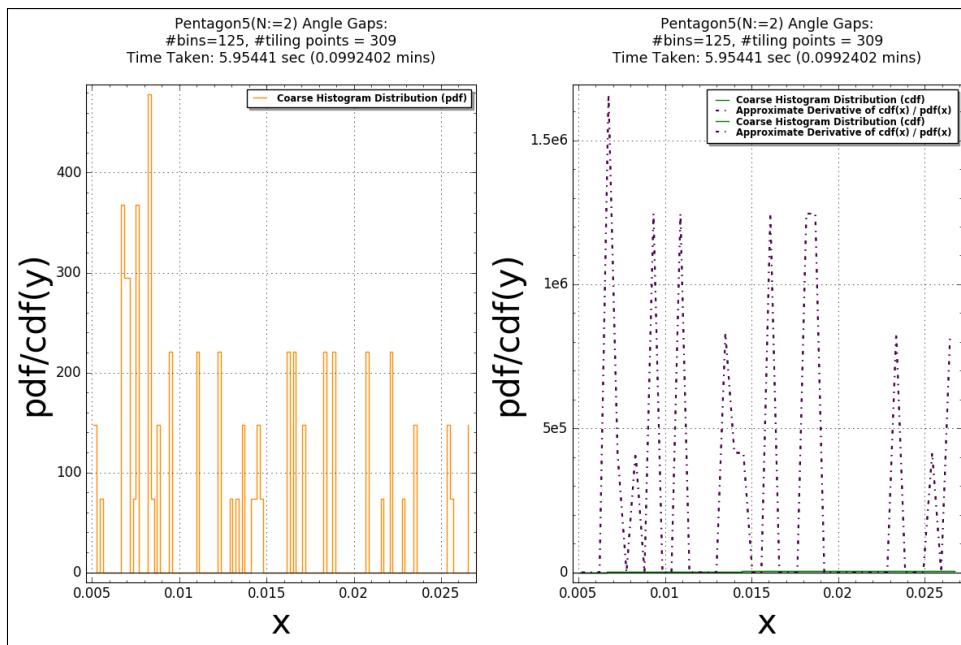 Pentagon5(N:=2) Angle Gaps:
#bins=125, #tiling points = 309
Time Taken: 5.95441 sec (0.0992402 mins)
Coarse Histogram Distribution (pdf)
400
300
200
100
0
0.005
0.01
0.015
0.02
0.025
pdf/cdf(y)
x
Pentagon5(N:=2) Angle Gaps:
#bins=125, #tiling points = 309
Time Taken: 5.95441 sec (0.0992402 mins)
Coarse Histogram Distribution (cdf)
Approximate Derivative of cdf(x) / pdf(x)
Coarse Histogram Distribution (cdf)
Approximate Derivative of cdf(x) / pdf(x)
1.5e6
1e6
5e5
0
0.005
0.01
0.015
0.02
0.025
pdf/cdf(y)
x